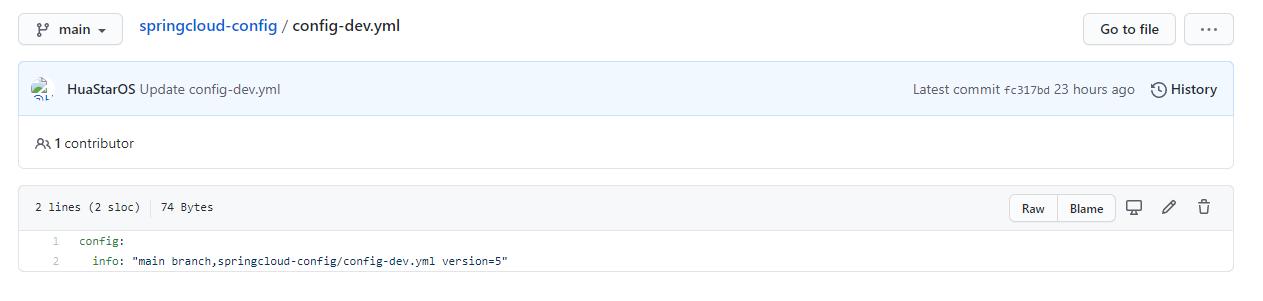 main springcloud-config / config-dev.yml Go to file ...
HuaStarOS Update config-dev.yml Latest commit fc317bd 23 hours ago History
1 contributor
2 lines (2 sloc) 74 Bytes Raw Blame
1 config:
2 info: "main branch,springcloud-config/config-dev.yml version=5"